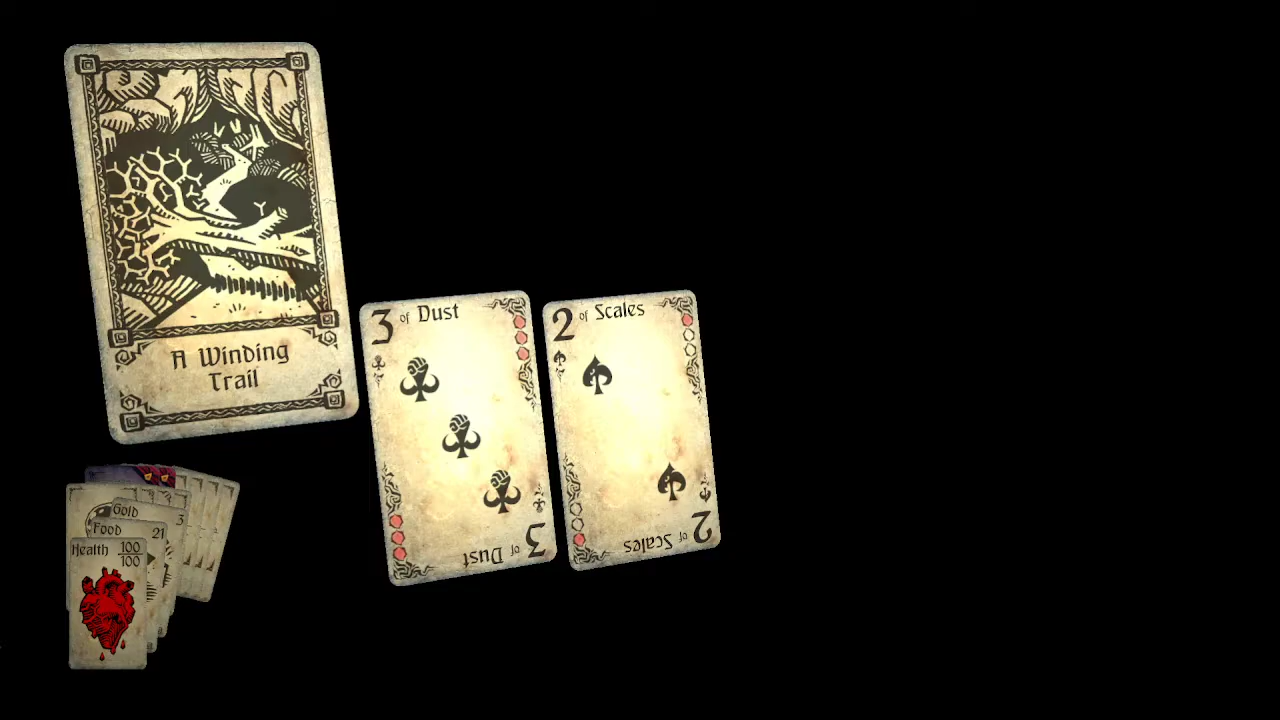 A Winding
Trail
3 of Dust
3 of Dust
2 of Scales
2 of Scales
Gold
3
Food
21
Health 100
100